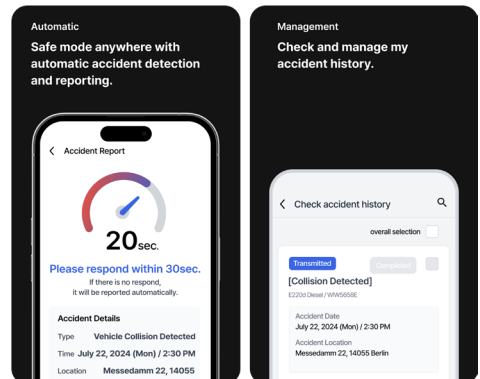 Automatic
Safe mode anywhere with
automatic accident detection
and reporting.
Accident Report
20sec.
Please respond within 30sec.
If there is no respond,
it will be reported automatically.
Accident Details
Type Vehicle Collision Detected
Time July 22, 2024 (Mon) / 2:30 PM
Location Messedamm 22, 14055
Management
Check and manage my
accident history.
Check accident history
overall selection
Transmitted Completed
[Collision Detected]
E220d Diesel / WIW5658E
Accident Date
July 22, 2024 (Mon) / 2:30 PM
Accident Location
Messedamm 22, 14055 Berlin